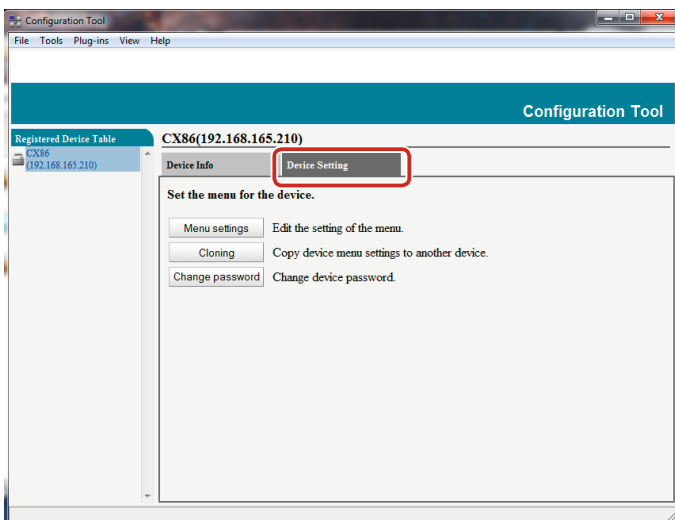 Configuration Tool
File Tools Plug-ins View Help
Configuration Tool
Registered Device Table
CX86
(192.168.165.210)
CX86(192.168.165.210)
Device Info
Device Setting
Set the menu for the device.
Menu settings Edit the setting of the menu.
Cloning Copy device menu settings to another device.
Change password Change device password.